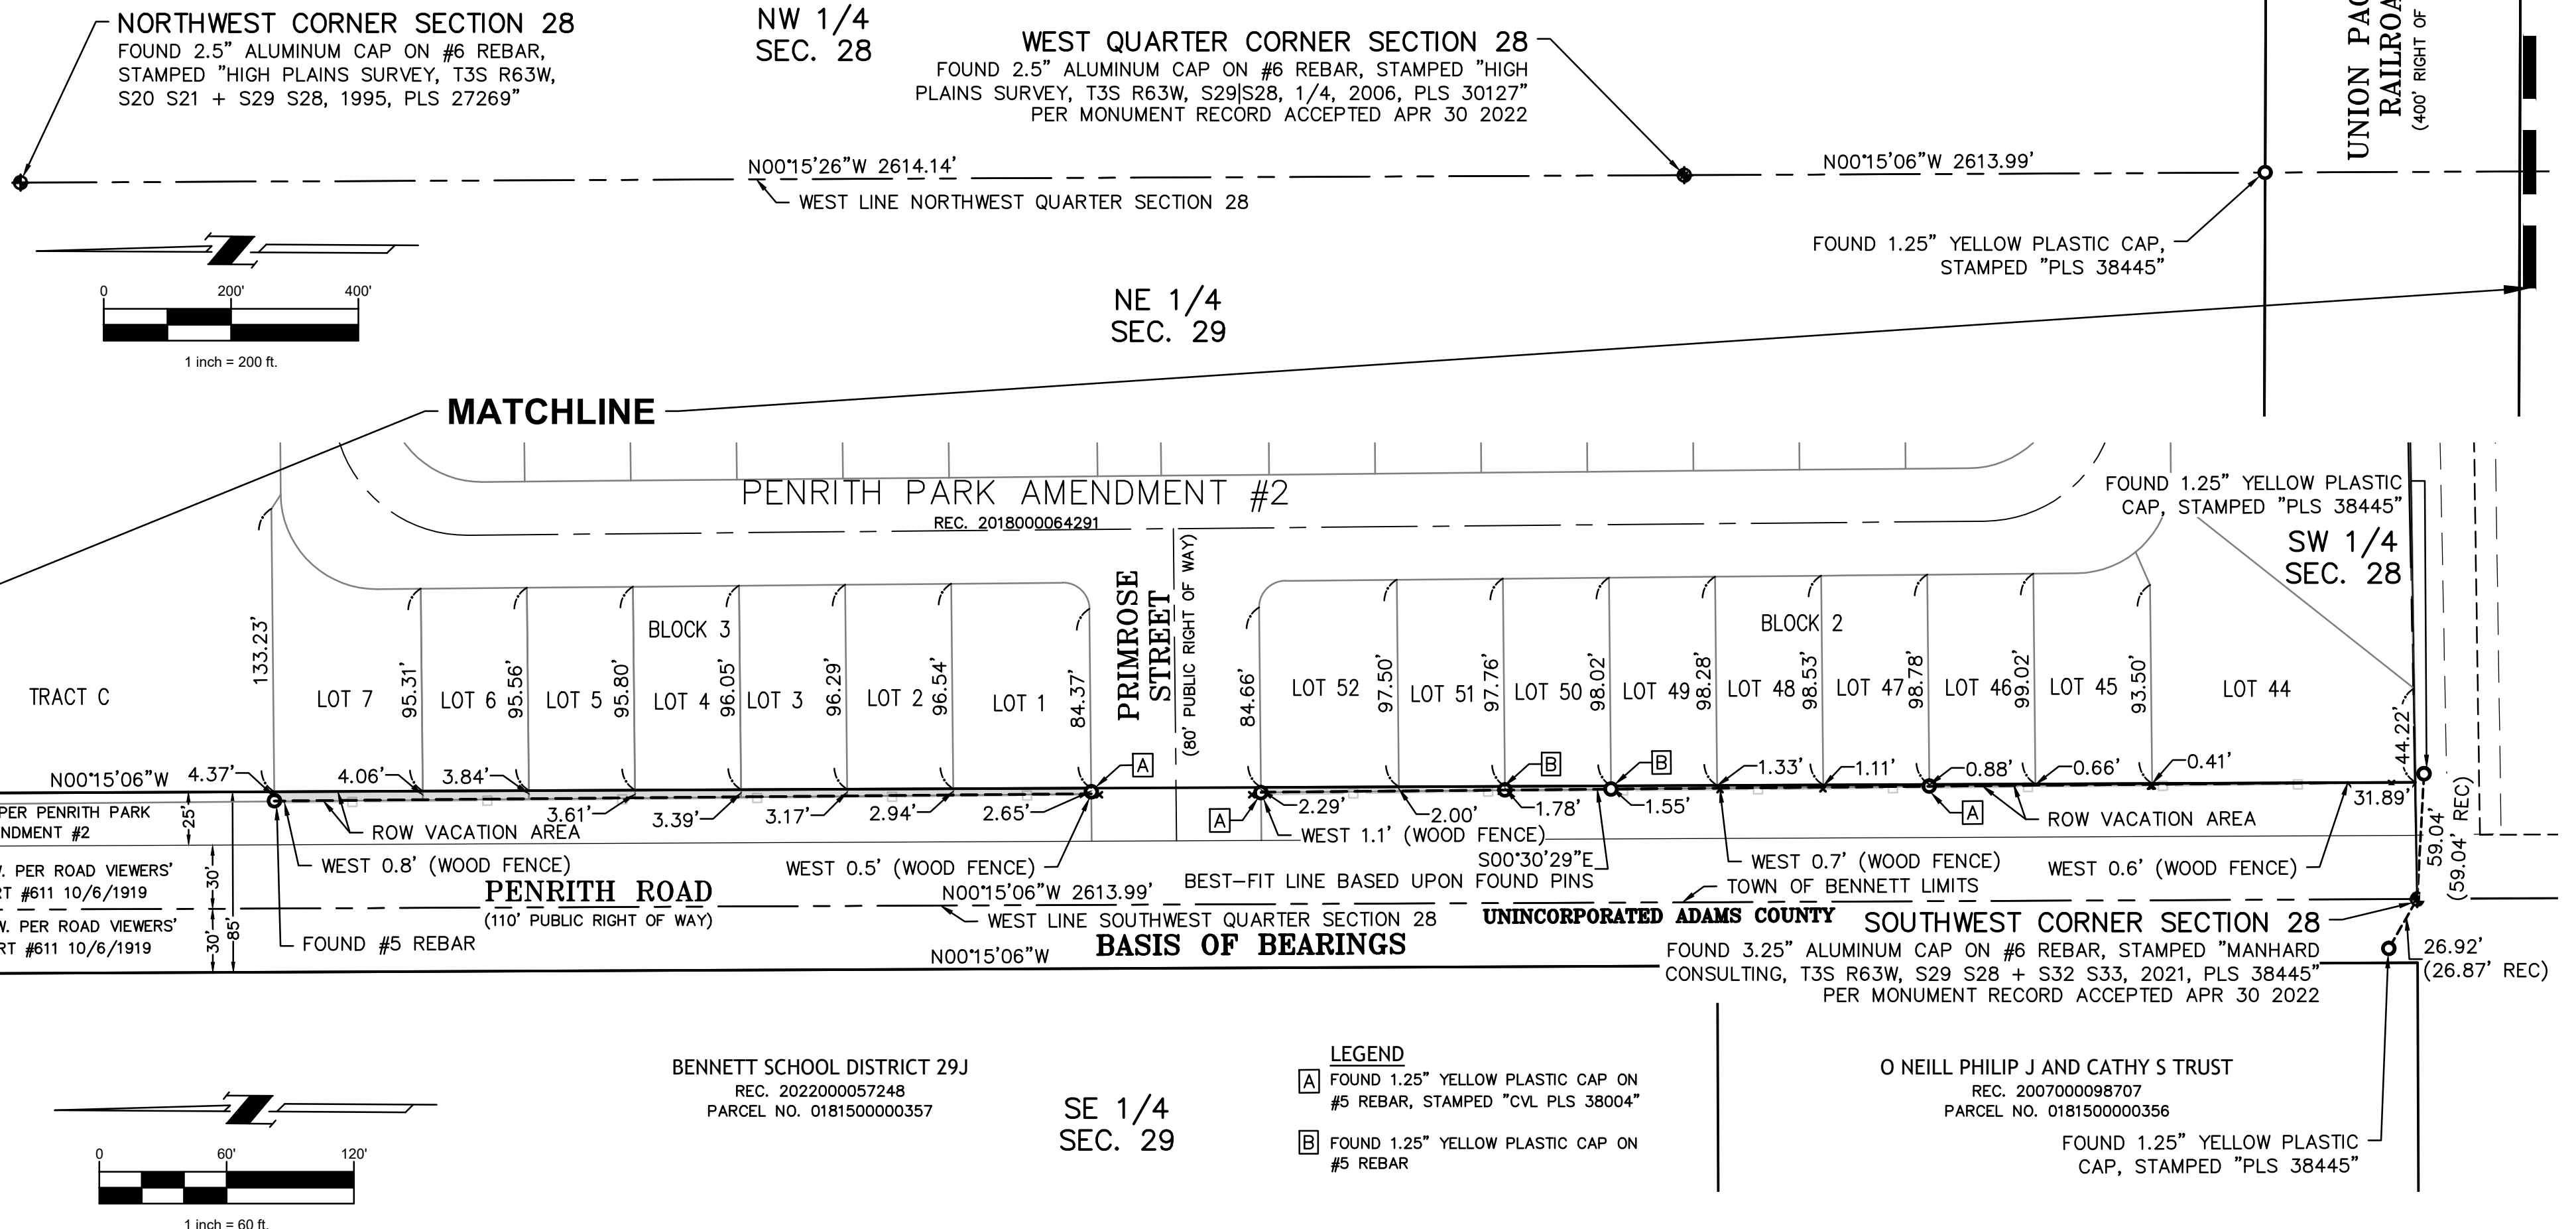 NORTHWEST CORNER SECTION 28
FOUND 2.5" ALUMINUM CAP ON #6 REBAR,
STAMPED "HIGH PLAINS SURVEY, T3S R63W,
S20 S21 + S29 S28, 1995, PLS 27269"
NW 1/4
SEC. 28
WEST QUARTER CORNER SECTION 28
FOUND 2.5" ALUMINUM CAP ON #6 REBAR, STAMPED "HIGH
PLAINS SURVEY, T3S R63W, S29|S28, 1/4, 2006, PLS 30127"
PER MONUMENT RECORD ACCEPTED APR 30 2022
UNION
(400' RIGHT OF
N00°15'26"W 2614.14'
WEST LINE NORTHWEST QUARTER SECTION 28
N00°15'06"W 2613.99'
FOUND 1.25" YELLOW PLASTIC CAP,
STAMPED "PLS 38445"
0 200' 400'
1 inch = 200 ft.
NE 1/4
SEC. 29
MATCHLINE
PENRITH PARK AMENDMENT #2
REC. 2018000064291
FOUND 1.25" YELLOW PLASTIC
CAP, STAMPED "PLS 38445"
SW 1/4
SEC. 28
PRIMROSE
STREET
(80' PUBLIC RIGHT OF WAY)
BLOCK 3
BLOCK 2
TRACT C
133.23'
LOT 7
95.31'
LOT 6
95.56'
LOT 5
95.80'
LOT 4
96.05'
LOT 3
96.29'
LOT 2
96.54'
LOT 1
84.37'
84.66'
LOT 52
97.50'
LOT 51
97.76'
LOT 50
98.02'
LOT 49
98.28'
LOT 48
98.53'
LOT 47
98.78'
LOT 46
99.02'
LOT 45
93.50'
LOT 44
44.22'
N00°15'06"W
4.37'
4.06'
3.84'
3.61'
3.39'
3.17'
2.94'
2.65'
A
A
2.29'
2.00'
B
1.78'
B
1.55'
1.33'
1.11'
0.88'
A
0.66'
0.41'
31.89'
59.04'
(59.04' REC)
PER PENRITH PARK
NDMENT #2
25'
ROW VACATION AREA
WEST 0.8' (WOOD FENCE)
WEST 0.5' (WOOD FENCE)
WEST 1.1' (WOOD FENCE)
S00°30'29"E
BEST-FIT LINE BASED UPON FOUND PINS
WEST 0.7' (WOOD FENCE)
WEST 0.6' (WOOD FENCE)
ROW VACATION AREA
TOWN OF BENNETT LIMITS
UNINCORPORATED ADAMS COUNTY
. PER ROAD VIEWERS'
RT #611 10/6/1919
. PER ROAD VIEWERS'
RT #611 10/6/1919
30'
30'
85'
PENRITH ROAD
(110' PUBLIC RIGHT OF WAY)
FOUND #5 REBAR
N00°15'06"W 2613.99'
WEST LINE SOUTHWEST QUARTER SECTION 28
N00°15'06"W
BASIS OF BEARINGS
SOUTHWEST CORNER SECTION 28
FOUND 3.25" ALUMINUM CAP ON #6 REBAR, STAMPED "MANHARD
CONSULTING, T3S R63W, S29 S28 + S32 S33, 2021, PLS 38445"
PER MONUMENT RECORD ACCEPTED APR 30 2022
26.92'
(26.87' REC)
BENNETT SCHOOL DISTRICT 29J
REC. 2022000057248
PARCEL NO. 0181500000357
SE 1/4
SEC. 29
LEGEND
A FOUND 1.25" YELLOW PLASTIC CAP ON
#5 REBAR, STAMPED "CVL PLS 38004"
B FOUND 1.25" YELLOW PLASTIC CAP ON
#5 REBAR
O NEILL PHILIP J AND CATHY S TRUST
REC. 2007000098707
PARCEL NO. 0181500000356
FOUND 1.25" YELLOW PLASTIC
CAP, STAMPED "PLS 38445"
0 60' 120'
1 inch = 60 ft.